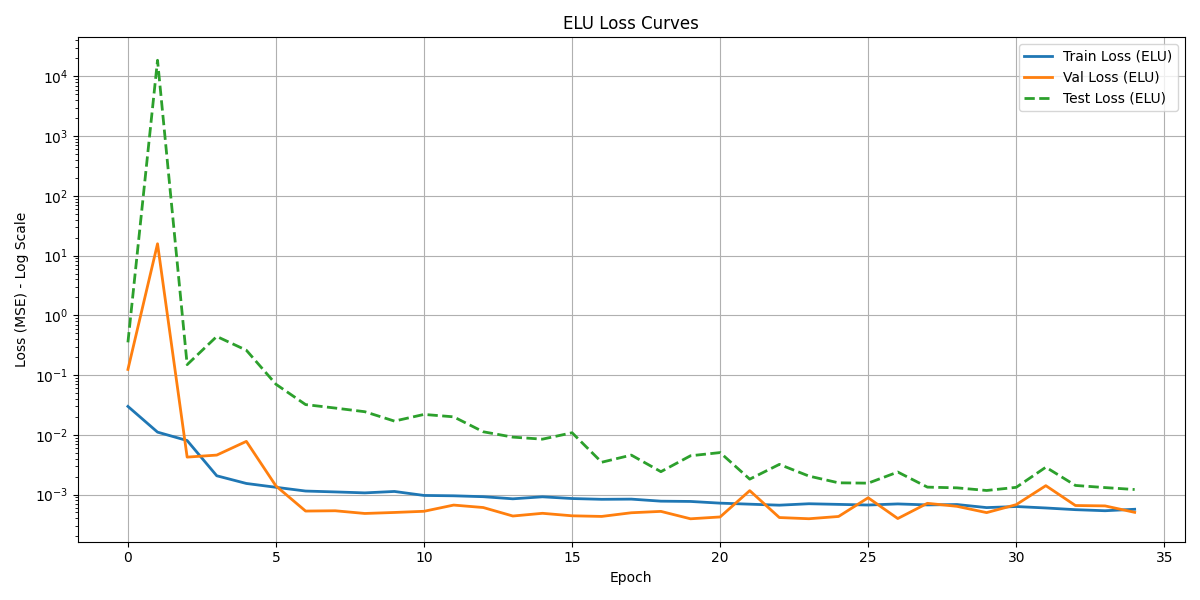 ELU Loss Curves
Train Loss (ELU)
Val Loss (ELU)
Test Loss (ELU)
Loss (MSE) - Log Scale
10⁴
10³
10²
10¹
10⁰
10⁻¹
10⁻²
10⁻³
0 5 10 15 20 25 30 35
Epoch